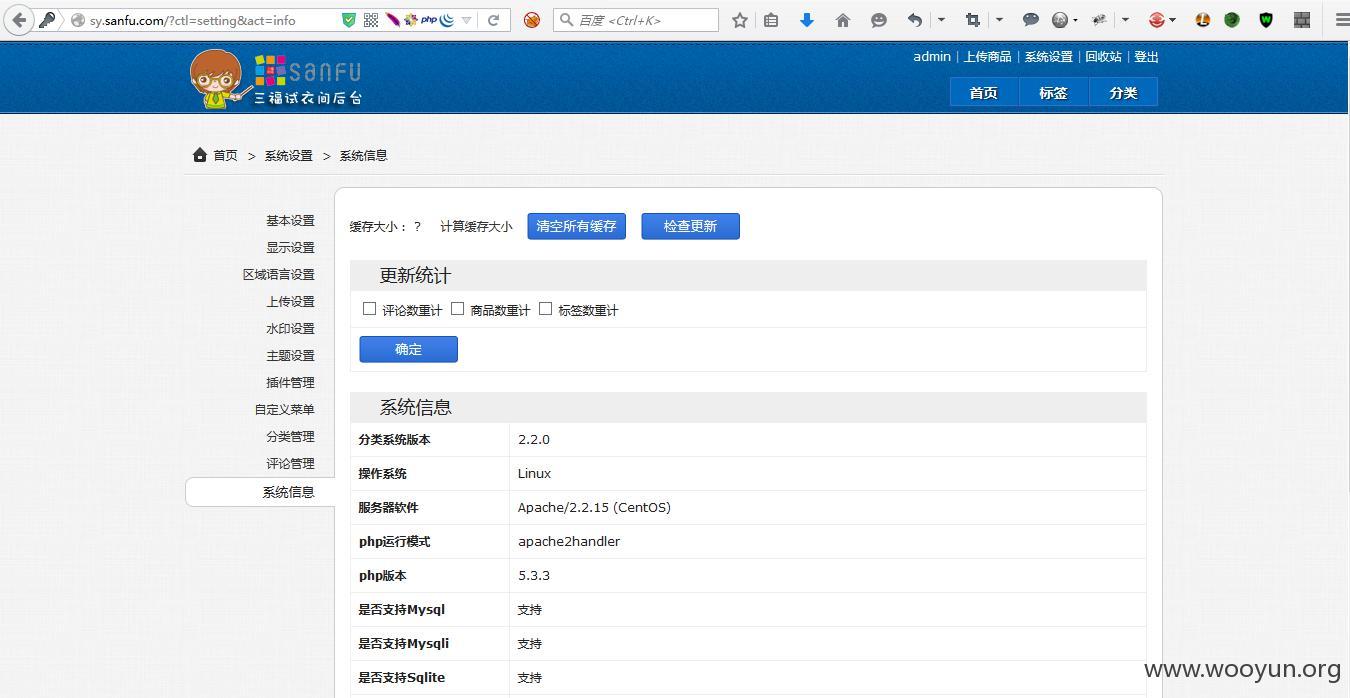 sy.sanfu.com/?ctl=setting&act=info
php
百度 <Ctrl+K>
sanfu
三福试衣间后台
admin | 上传商品 | 系统设置 | 回收站 | 登出
首页 标签 分类
首页 > 系统设置 > 系统信息
基本设置
显示设置
区域语言设置
上传设置
水印设置
主题设置
插件管理
自定义菜单
分类管理
评论管理
系统信息
缓存大小： ? 计算缓存大小 清空所有缓存 检查更新
更新统计
评论数重计 商品数重计 标签数重计
确定
系统信息
分类系统版本 2.2.0
操作系统 Linux
服务器软件 Apache/2.2.15 (CentOS)
php运行模式 apache2handler
php版本 5.3.3
是否支持Mysql 支持
是否支持Mysqli 支持
是否支持Sqlite 支持
www.wooyun.org